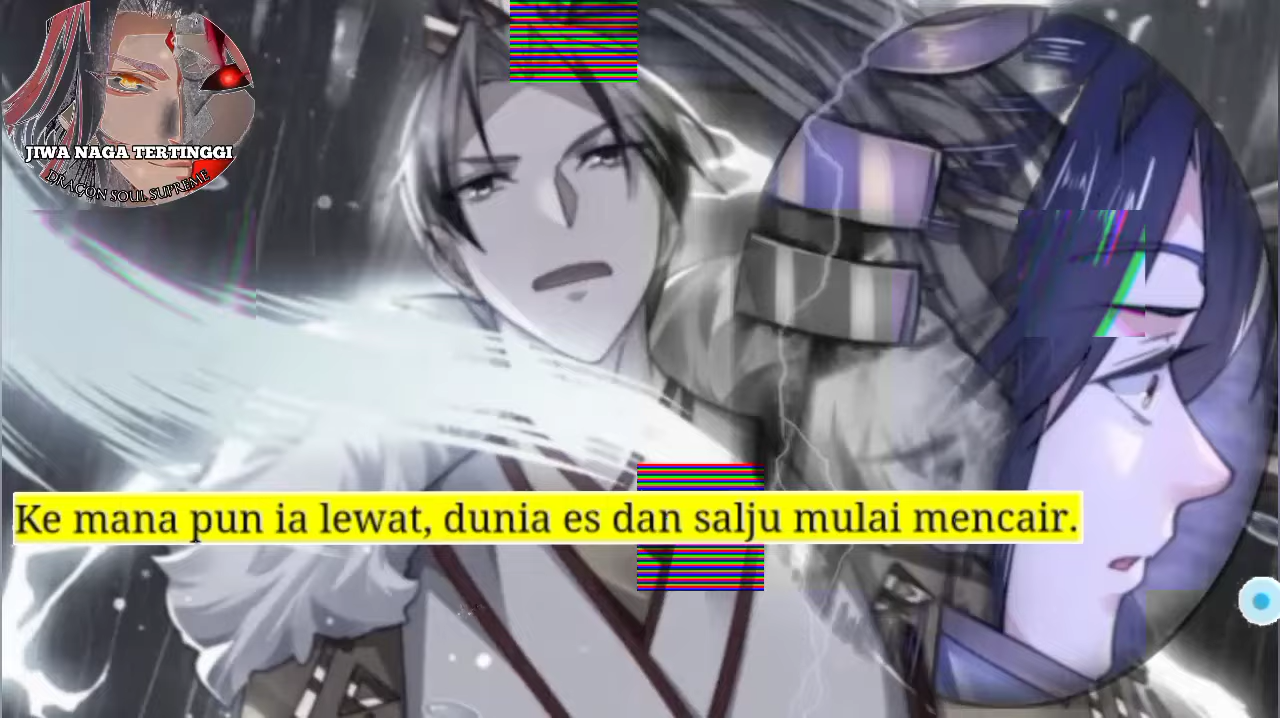 JIWA NAGA TERTINGGI
DRAGON SOUL SUPREME
Ke mana pun ia lewat, dunia es dan salju mulai mencair.